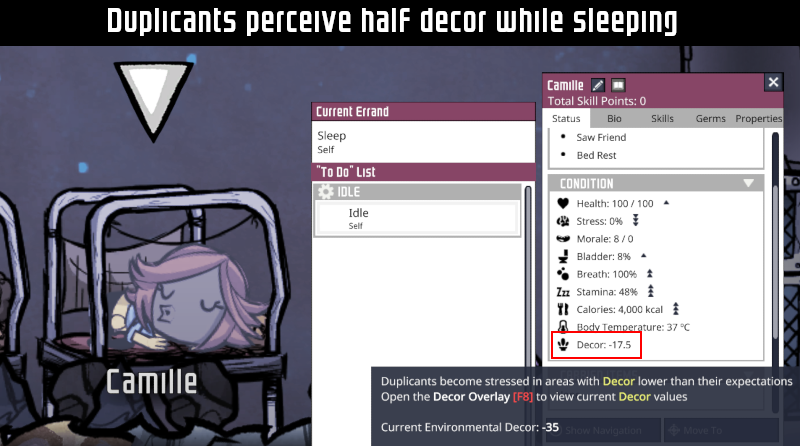 Duplicants perceive half decor while sleeping
Camille
Total Skill Points: 0
Status Bio Skills Germs Properties
Saw Friend
Bed Rest
CONDITION
Health: 100 / 100
Stress: 0%
Morale: 8 / 0
Bladder: 8%
Breath: 100%
Stamina: 48%
Calories: 4,000 kcal
Body Temperature: 37 ºC
Decor: -17.5
Current Errand
Sleep
Self
"To Do" List
IDLE
Idle
Self
Camille
Duplicants become stressed in areas with Decor lower than their expectations
Open the Decor Overlay [F8] to view current Decor values
Current Environmental Decor: -35
Show Navigation
Move To